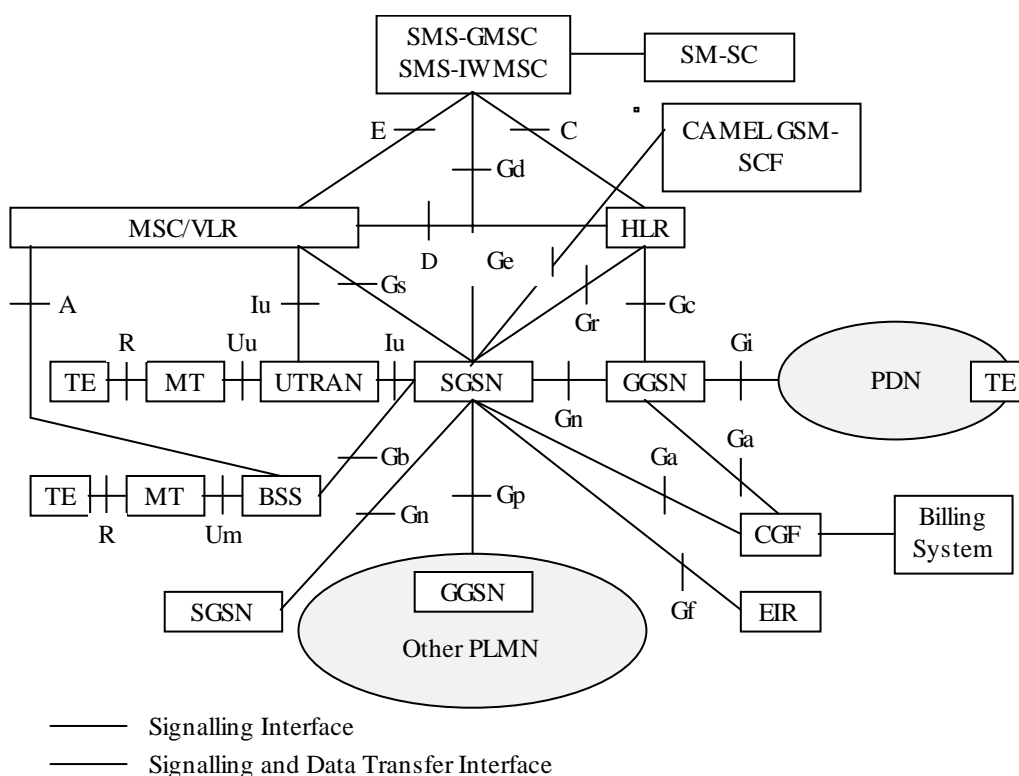 SMS-GMSC
SMS-IWMSC
SM-SC
CAMEL GSM-
SCF
E
C
Gd
MSC/VLR
HLR
D
Ge
A
Iu
Gs
Gr
Gc
R
Uu
Iu
Gi
TE
MT
UTRAN
SGSN
GGSN
PDN
TE
Gn
Gb
Ga
Ga
TE
MT
BSS
Gp
R
Um
Gn
CGF
Billing
System
GGSN
SGSN
Gf
EIR
Other PLMN
Signalling Interface
Signalling and Data Transfer Interface